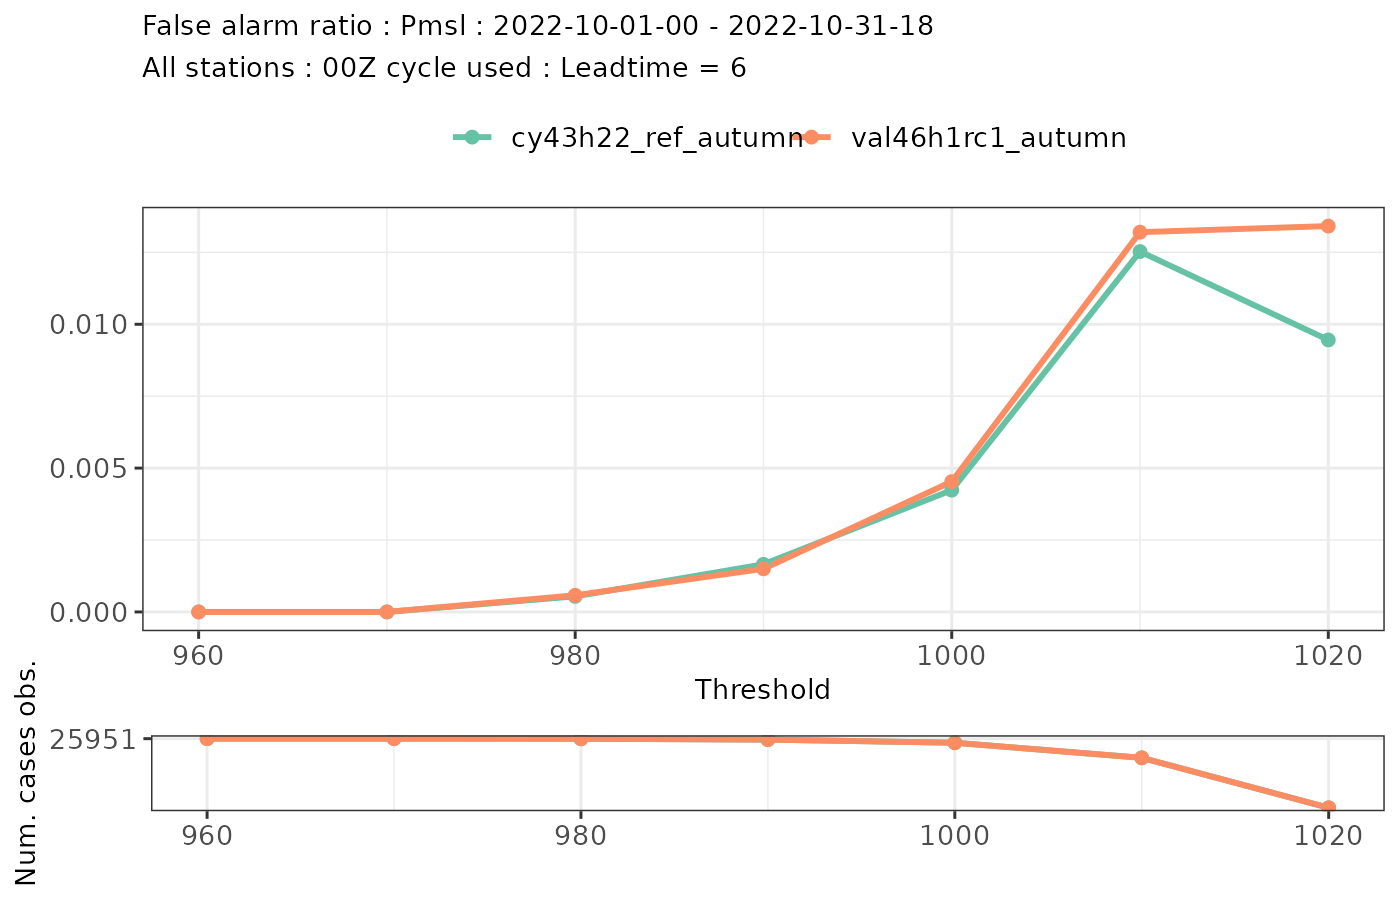 False alarm ratio : Pmsl : 2022-10-01-00 - 2022-10-31-18
All stations : 00Z cycle used : Leadtime = 6
cy43h22_ref_autumn val46h1rc1_autumn
0.010
0.005
0.000
960 980 1000 1020
Threshold
Num. cases obs.
25951
960 980 1000 1020